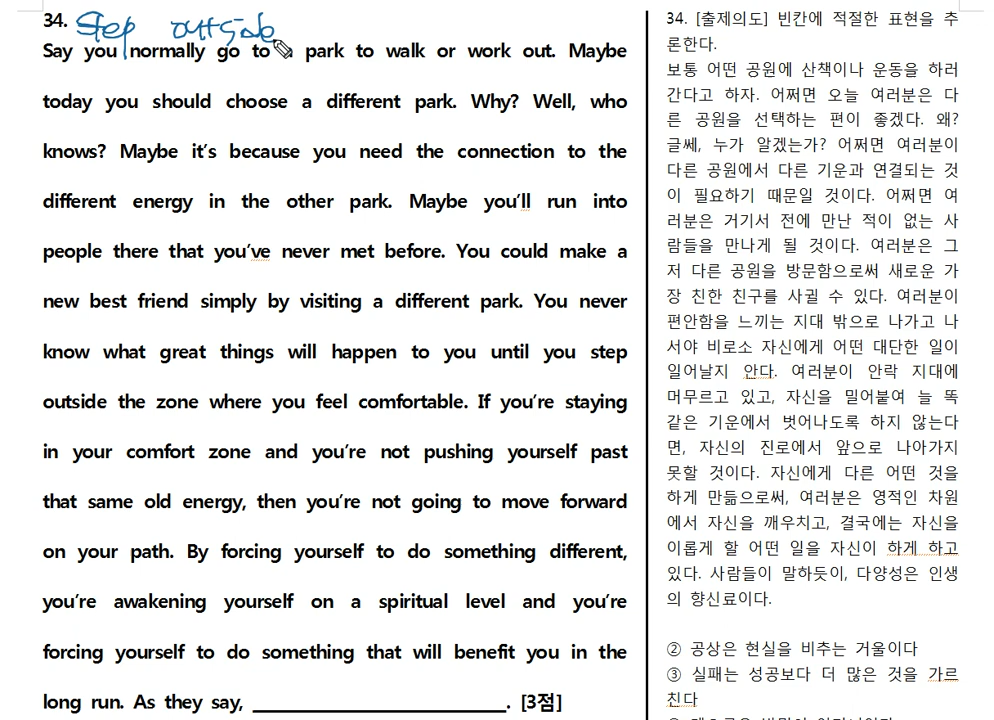 34. Step outside
Say you normally go to a park to walk or work out. Maybe
today you should choose a different park. Why? Well, who
knows? Maybe it's because you need the connection to the
different energy in the other park. Maybe you'll run into
people there that you've never met before. You could make a
new best friend simply by visiting a different park. You never
know what great things will happen to you until you step
outside the zone where you feel comfortable. If you're staying
in your comfort zone and you're not pushing yourself past
that same old energy, then you're not going to move forward
on your path. By forcing yourself to do something different,
you're awakening yourself on a spiritual level and you're
forcing yourself to do something that will benefit you in the
long run. As they say, ______________________. [3점]
34. [출제의도] 빈칸에 적절한 표현을 추
론한다.
보통 어떤 공원에 산책이나 운동을 하러
간다고 하자. 어쩌면 오늘 여러분은 다
른 공원을 선택하는 편이 좋겠다. 왜?
글쎄, 누가 알겠는가? 어쩌면 여러분이
다른 공원에서 다른 기운과 연결되는 것
이 필요하기 때문일 것이다. 어쩌면 여
러분은 거기서 전에 만난 적이 없는 사
람들을 만나게 될 것이다. 여러분은 그
저 다른 공원을 방문함으로써 새로운 가
장 친한 친구를 사귈 수 있다. 여러분이
편안함을 느끼는 지대 밖으로 나가고 나
서야 비로소 자신에게 어떤 대단한 일이
일어날지 안다. 여러분이 안락 지대에
머무르고 있고, 자신을 밀어붙여 늘 똑
같은 기운에서 벗어나도록 하지 않는다
면, 자신의 진로에서 앞으로 나아가지
못할 것이다. 자신에게 다른 어떤 것을
하게 만듦으로써, 여러분은 영적인 차원
에서 자신을 깨우치고, 결국에는 자신을
이롭게 할 어떤 일을 자신이 하게 하고
있다. 사람들이 말하듯이, 다양성은 인생
의 향신료이다.
② 공상은 현실을 비추는 거울이다
③ 실패는 성공보다 더 많은 것을 가르
친다